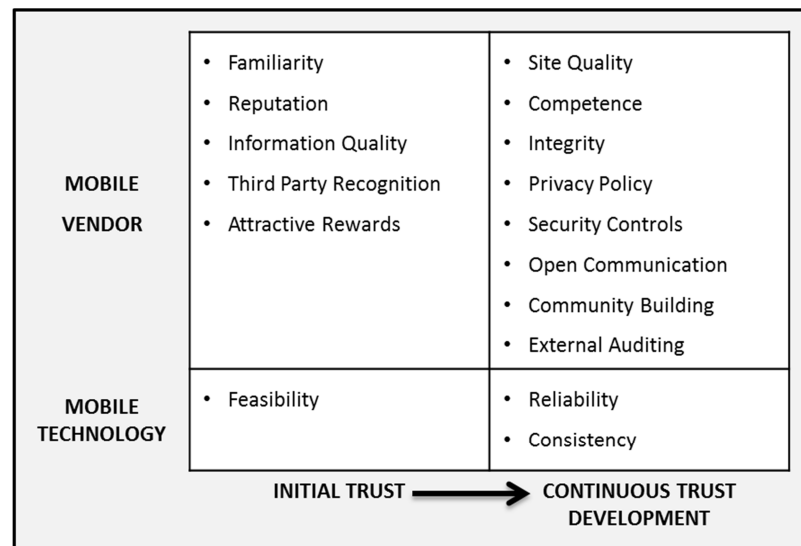 MOBILE
VENDOR
• Familiarity
• Reputation
• Information Quality
• Third Party Recognition
• Attractive Rewards
• Site Quality
• Competence
• Integrity
• Privacy Policy
• Security Controls
• Open Communication
• Community Building
• External Auditing
MOBILE
TECHNOLOGY
• Feasibility
• Reliability
• Consistency
INITIAL TRUST
CONTINUOUS TRUST
DEVELOPMENT